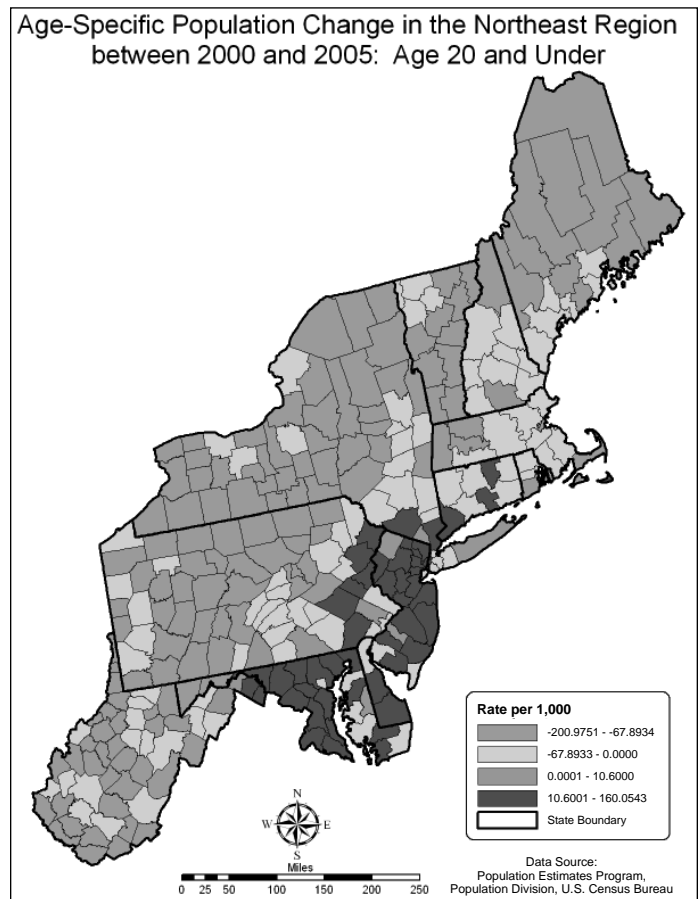 Age-Specific Population Change in the Northeast Region
between 2000 and 2005:  Age 20 and Under
Rate per 1,000
-200.9751 - -67.8934
-67.8933 - 0.0000
0.0001 - 10.6000
10.6001 - 160.0543
State Boundary
N
W E
S
Miles
0 25 50 100 150 200 250
Data Source:
Population Estimates Program,
Population Division, U.S. Census Bureau